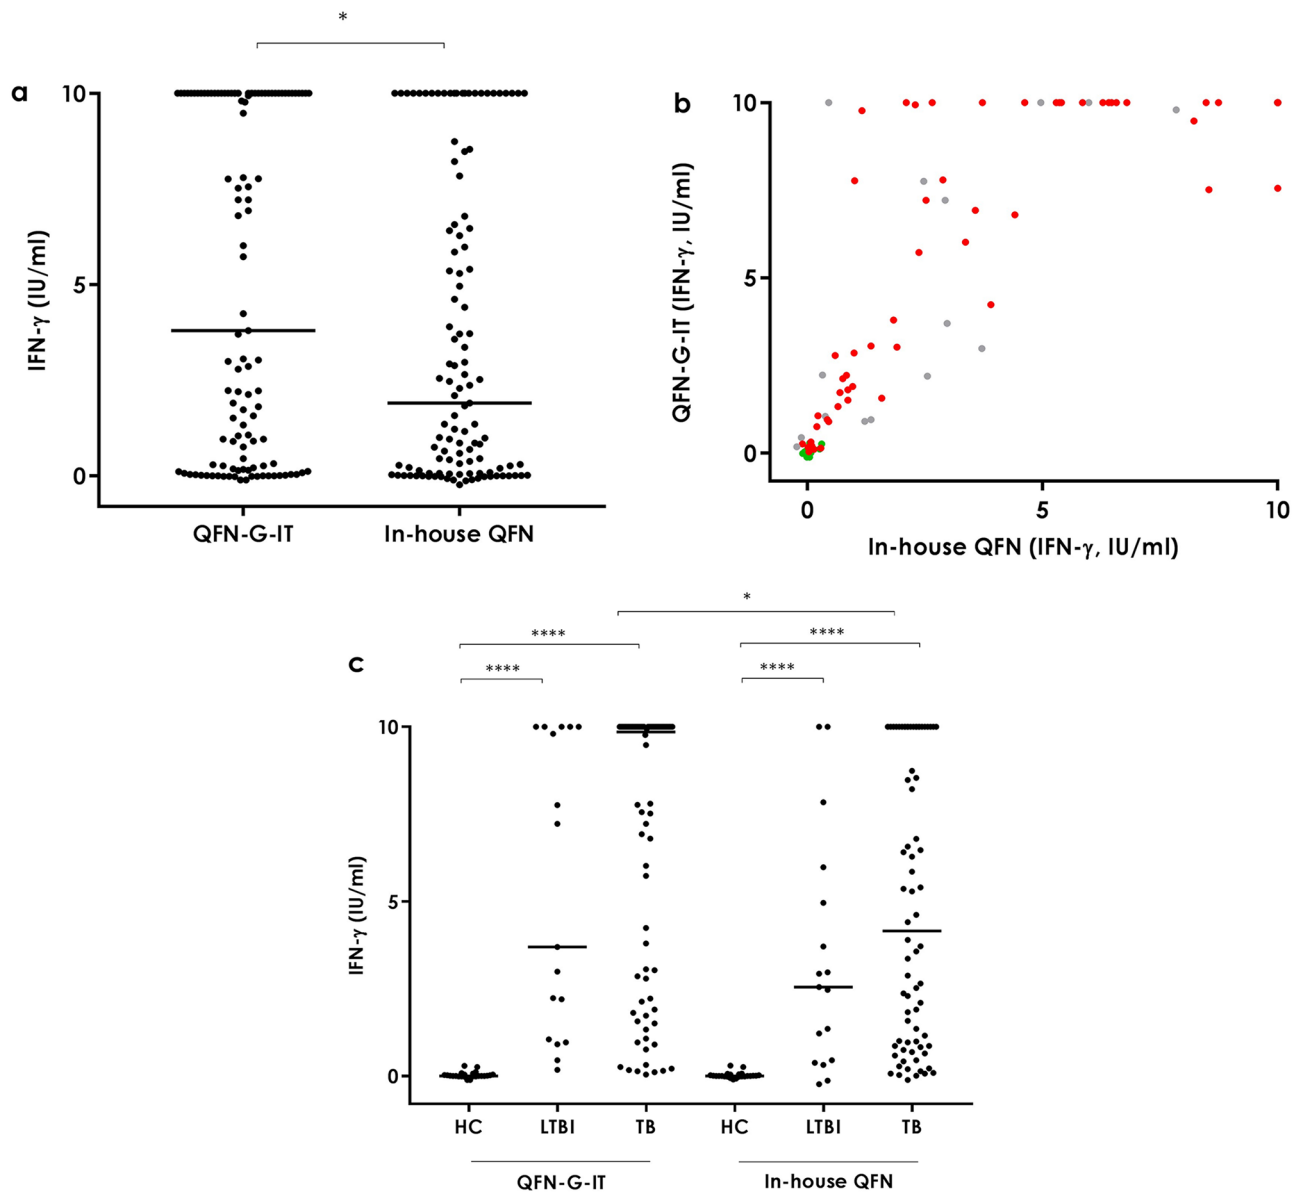 *
a
10
5
0
IFN-γ (IU/ml)
QFN-G-IT
In-house QFN
b
10
5
0
QFN-G-IT (IFN-γ, IU/ml)
0
5
10
In-house QFN (IFN-γ, IU/ml)
*
****
****
c
****
****
10
5
0
IFN-γ (IU/ml)
HC
LTBI
TB
HC
LTBI
TB
QFN-G-IT
In-house QFN